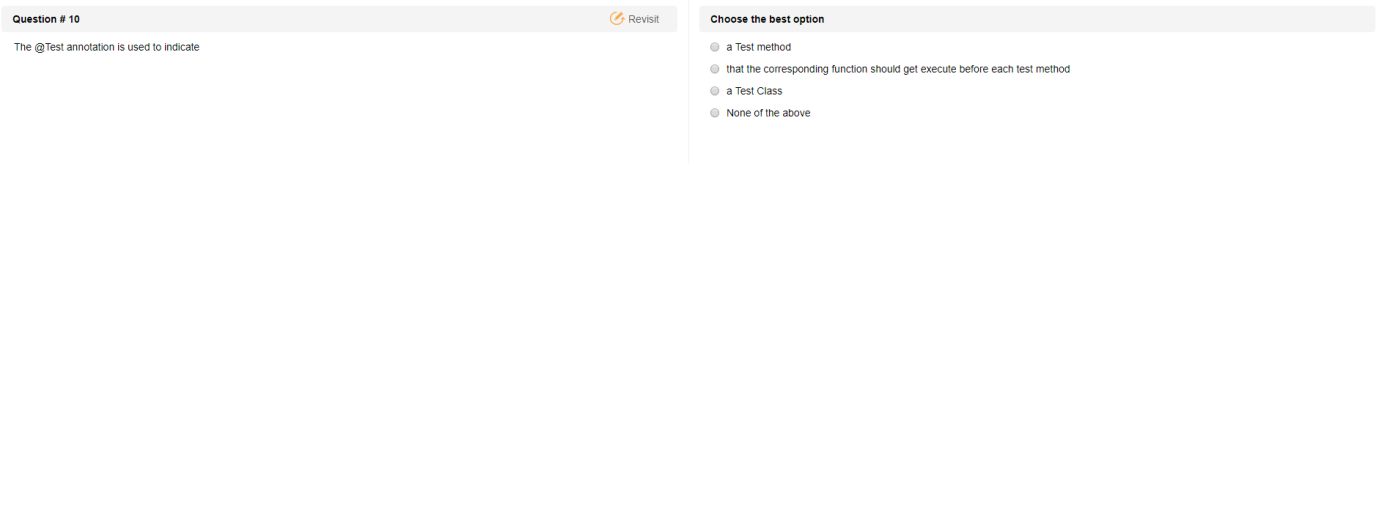 Question # 10
Revisit
The @Test annotation is used to indicate
Choose the best option
a Test method
that the corresponding function should get execute before each test method
a Test Class
None of the above